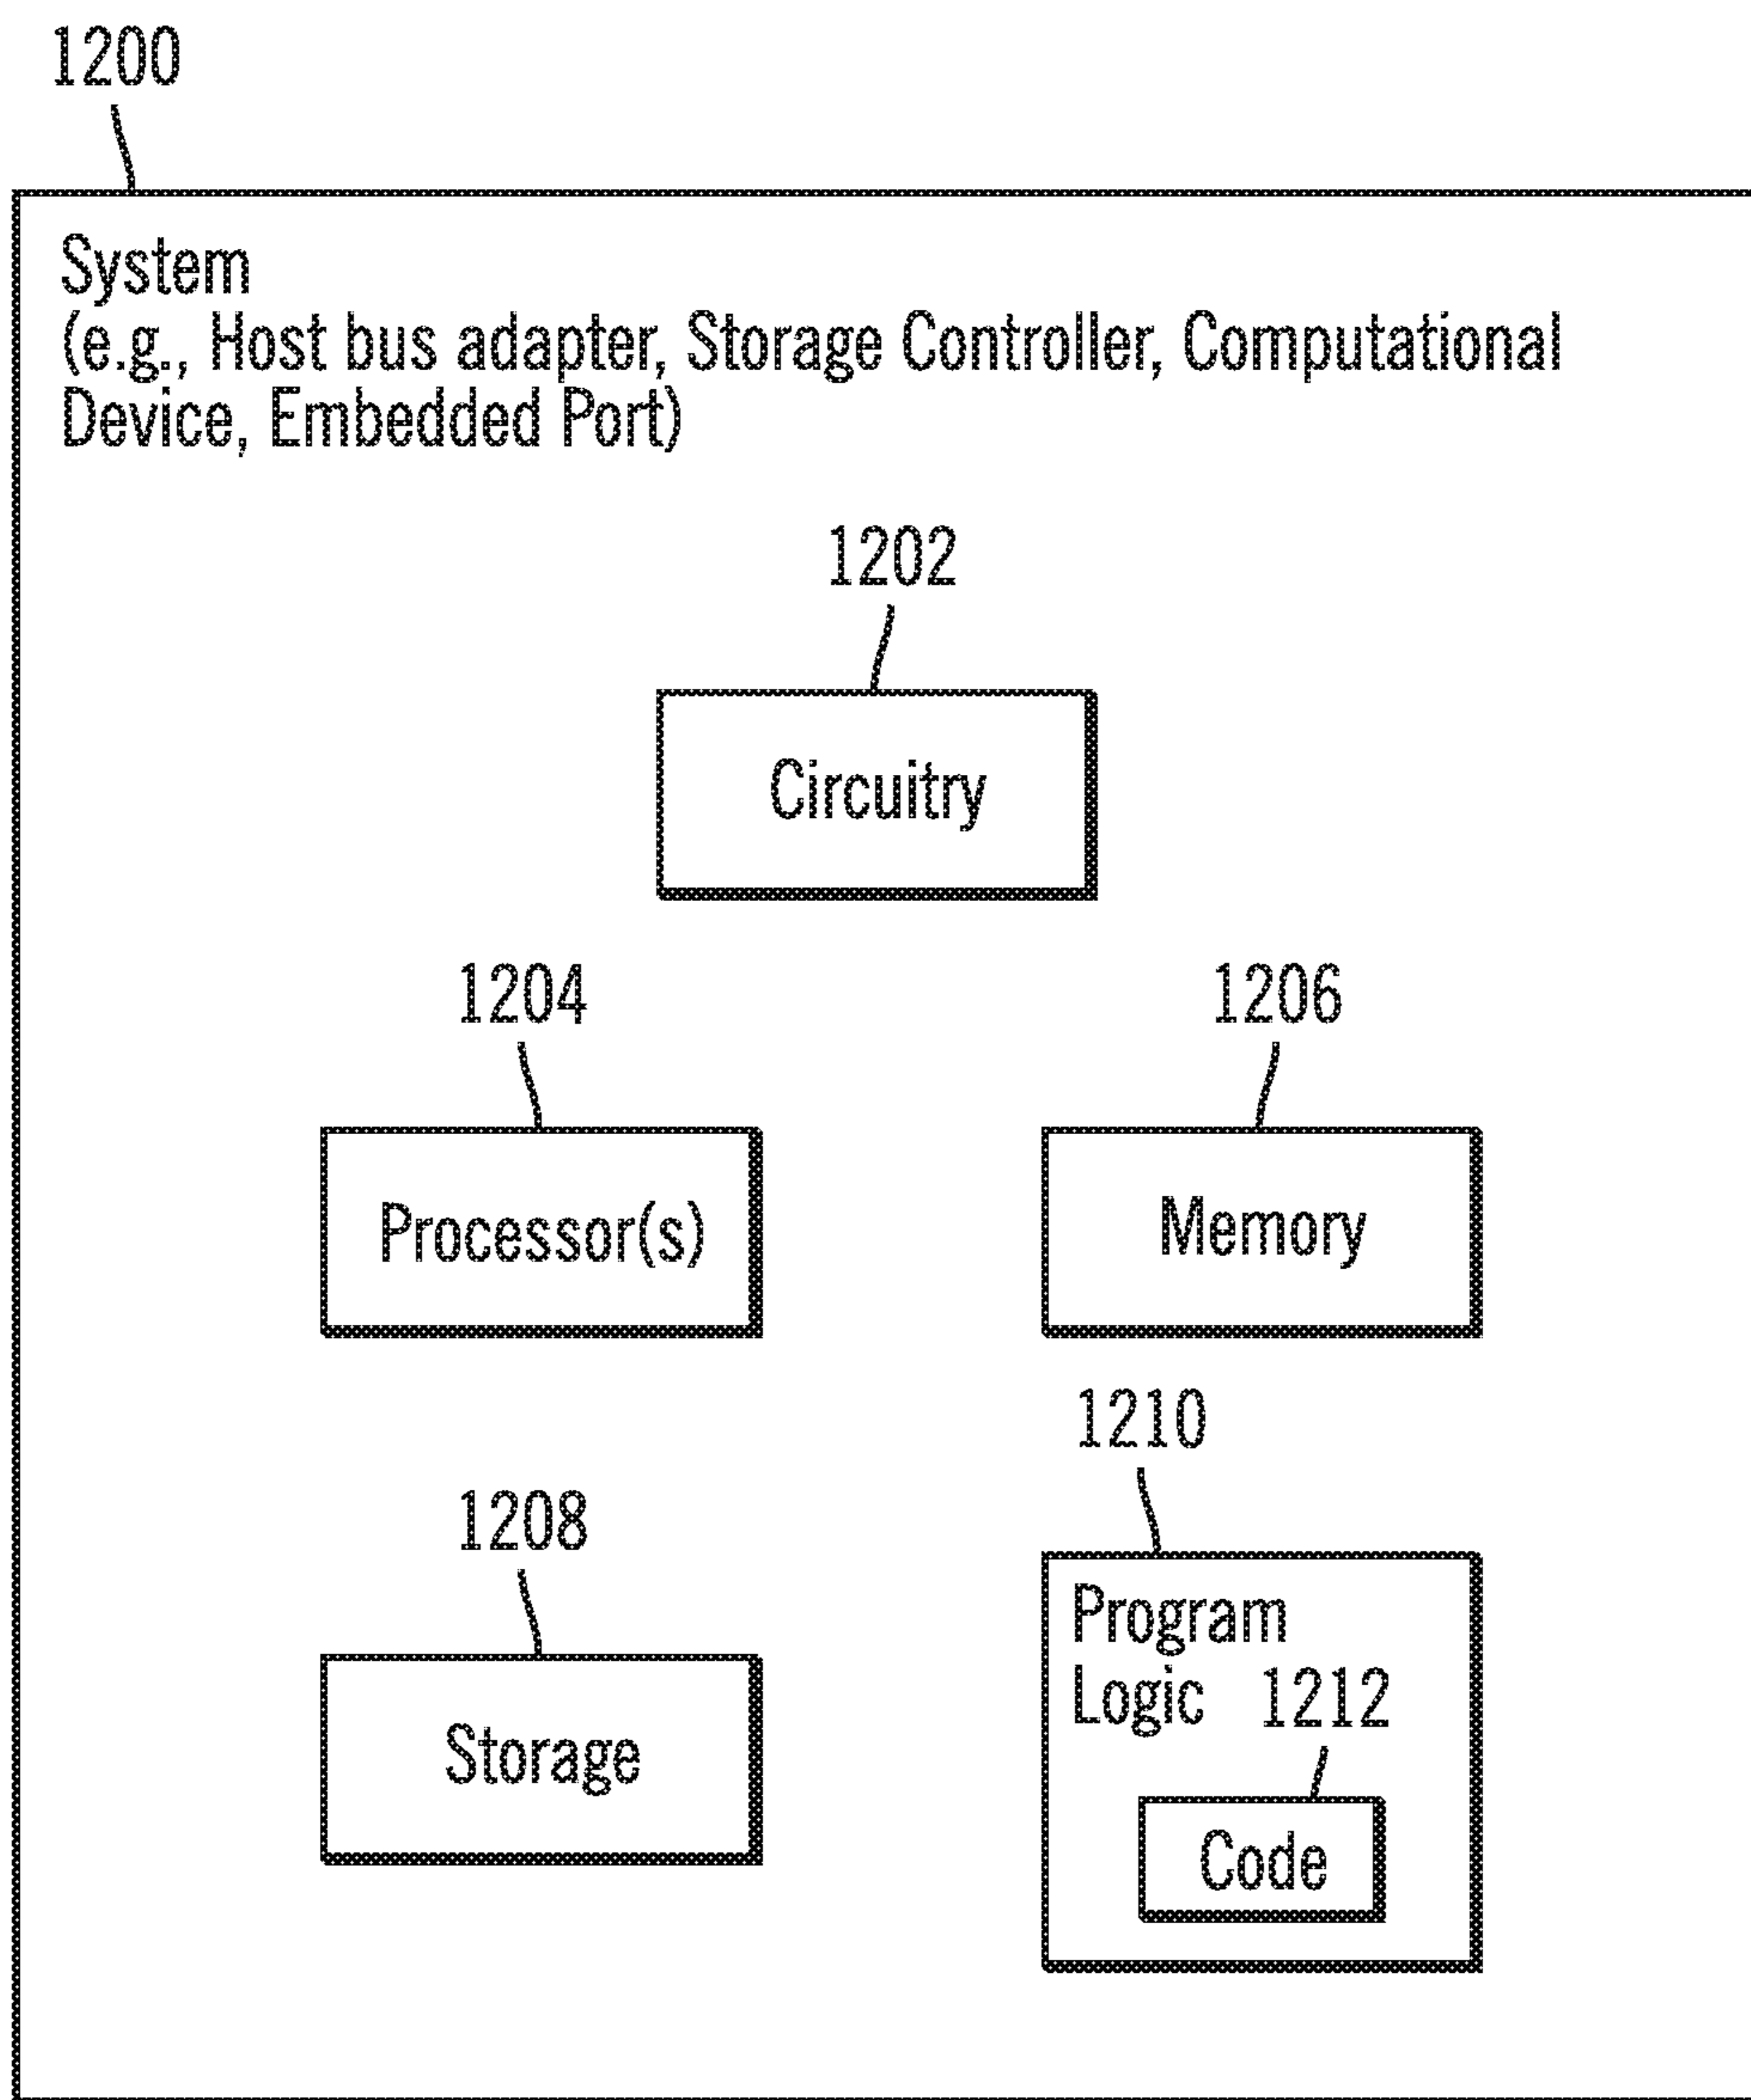 1200
System
(e.g., Host bus adapter, Storage Controller, Computational
Device, Embedded Port)
1202
Circuitry
1204
1206
Processor(s)
Memory
1210
1208
Program
Logic 1212
Storage
Code